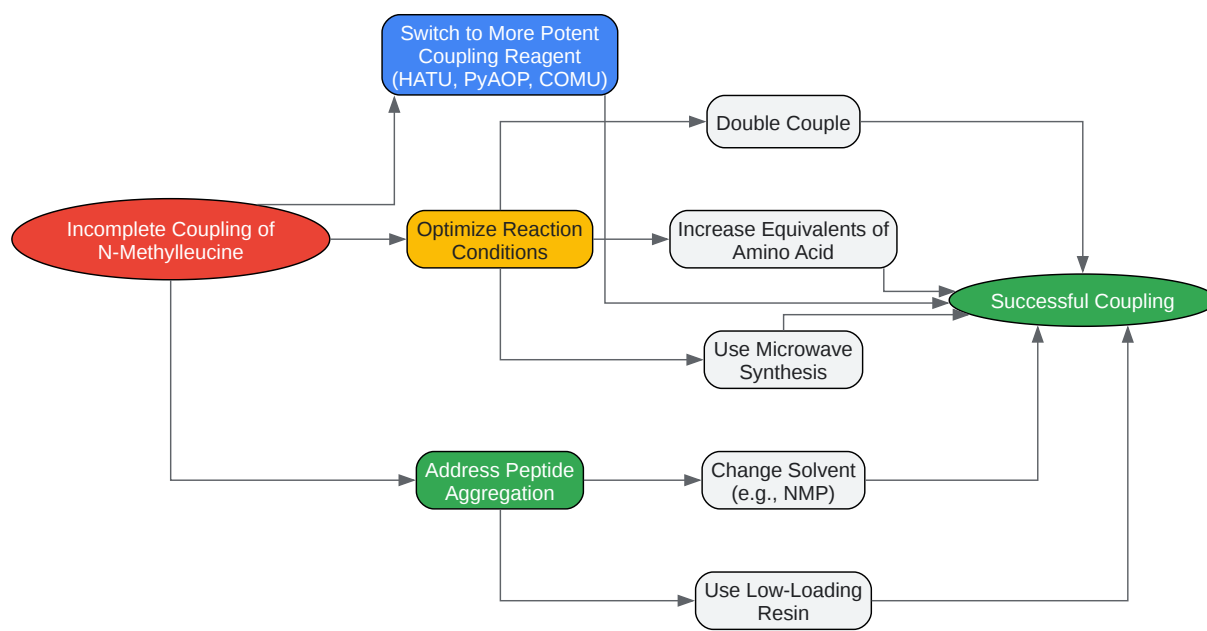 Switch to More Potent
Coupling Reagent
(HATU, PyAOP, COMU)
Double Couple
Incomplete Coupling of
N-Methylleucine
Optimize Reaction
Conditions
Increase Equivalents of
Amino Acid
Successful Coupling
Use Microwave
Synthesis
Address Peptide
Aggregation
Change Solvent
(e.g., NMP)
Use Low-Loading
Resin